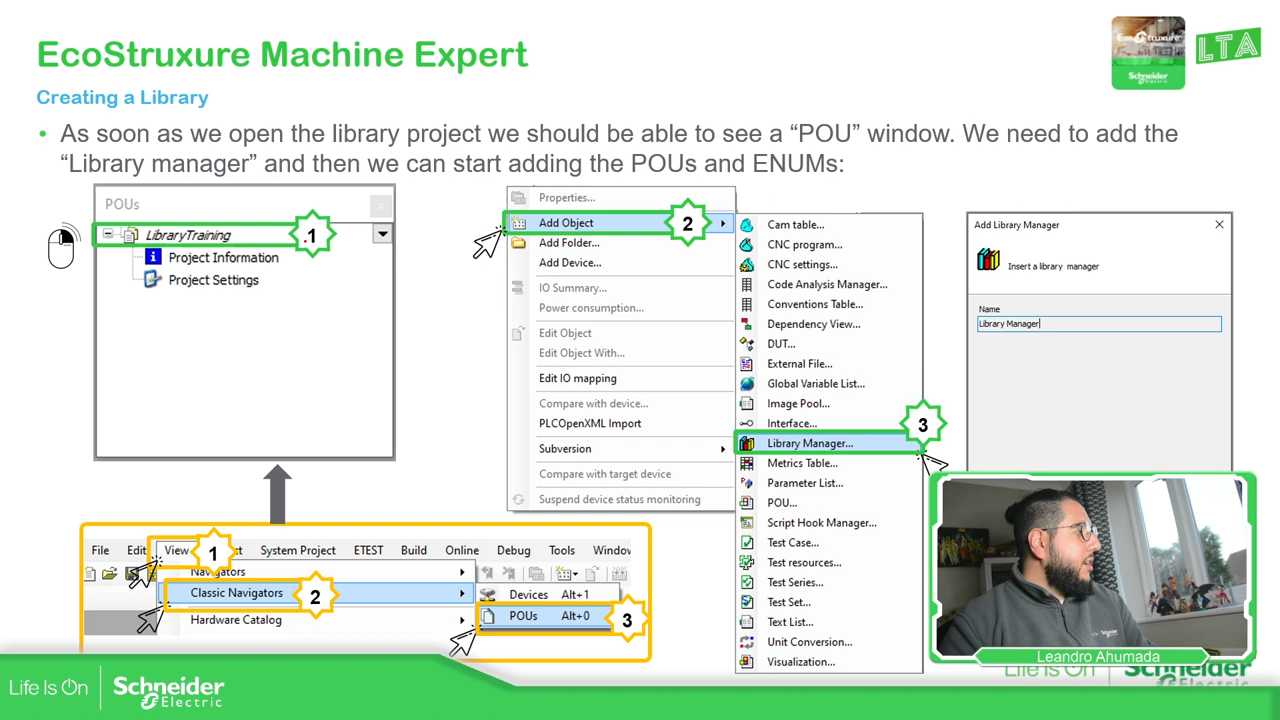 EcoStruxure Machine Expert
LTA
Schneider
Electric
Creating a Library
• As soon as we open the library project we should be able to see a “POU” window. We need to add the
“Library manager” and then we can start adding the POUs and ENUMs:
POUs
x
LibraryTraining
.1
Project Information
Project Settings
Properties...
Add Object
2
Add Folder...
Add Device...
IO Summary...
Power consumption...
Edit Object
Edit Object With...
Edit IO mapping
Compare with device...
PLCOpenXML Import
Subversion
Compare with target device
Suspend device status monitoring
Cam table...
CNC program...
CNC settings...
Code Analysis Manager...
Conventions Table...
Dependency View...
DUT...
External File...
Global Variable List...
Image Pool...
Interface...
Library Manager...
3
Metrics Table...
Parameter List...
POU...
Script Hook Manager...
Test Case...
Test resources...
Test Series...
Test Set...
Text List...
Unit Conversion...
Visualization...
Add Library Manager
Insert a library manager
Name
Library Manager
File Edit View 1 System Project ETEST Build Online Debug Tools Window
Navigators
Classic Navigators 2
Hardware Catalog
Devices Alt+1
POUs Alt+0 3
Leandro Ahumada
Life Is On
Schneider
Electric
Life Is On
Schneider